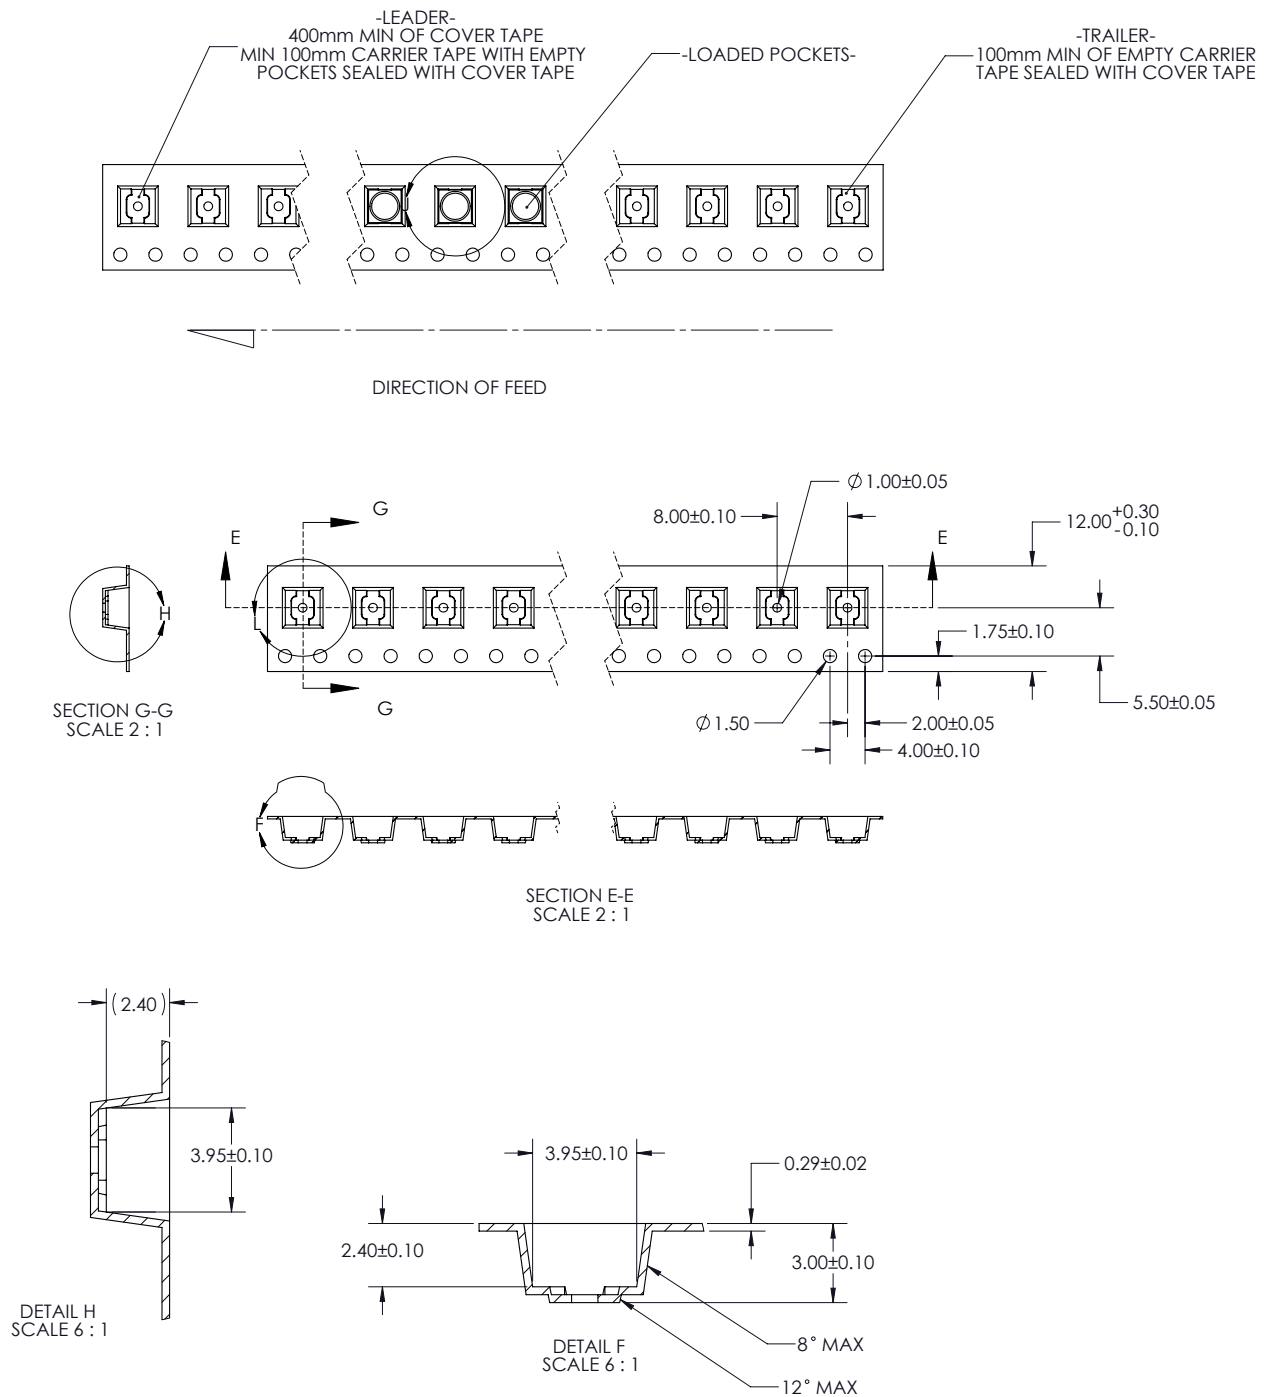 -LEADER-
400mm MIN OF COVER TAPE
MIN 100mm CARRIER TAPE WITH EMPTY
POCKETS SEALED WITH COVER TAPE
-LOADED POCKETS-
-TRAILER-
100mm MIN OF EMPTY CARRIER
TAPE SEALED WITH COVER TAPE
DIRECTION OF FEED
∅1.00±0.05
8.00±0.10
12.00 +0.30
-0.10
G
E
E
H
1.75±0.10
5.50±0.05
G
∅1.50
2.00±0.05
4.00±0.10
SECTION G-G
SCALE 2 : 1
F
SECTION E-E
SCALE 2 : 1
(2.40)
3.95±0.10
DETAIL H
SCALE 6 : 1
3.95±0.10
0.29±0.02
2.40±0.10
3.00±0.10
8° MAX
12° MAX
DETAIL F
SCALE 6 : 1